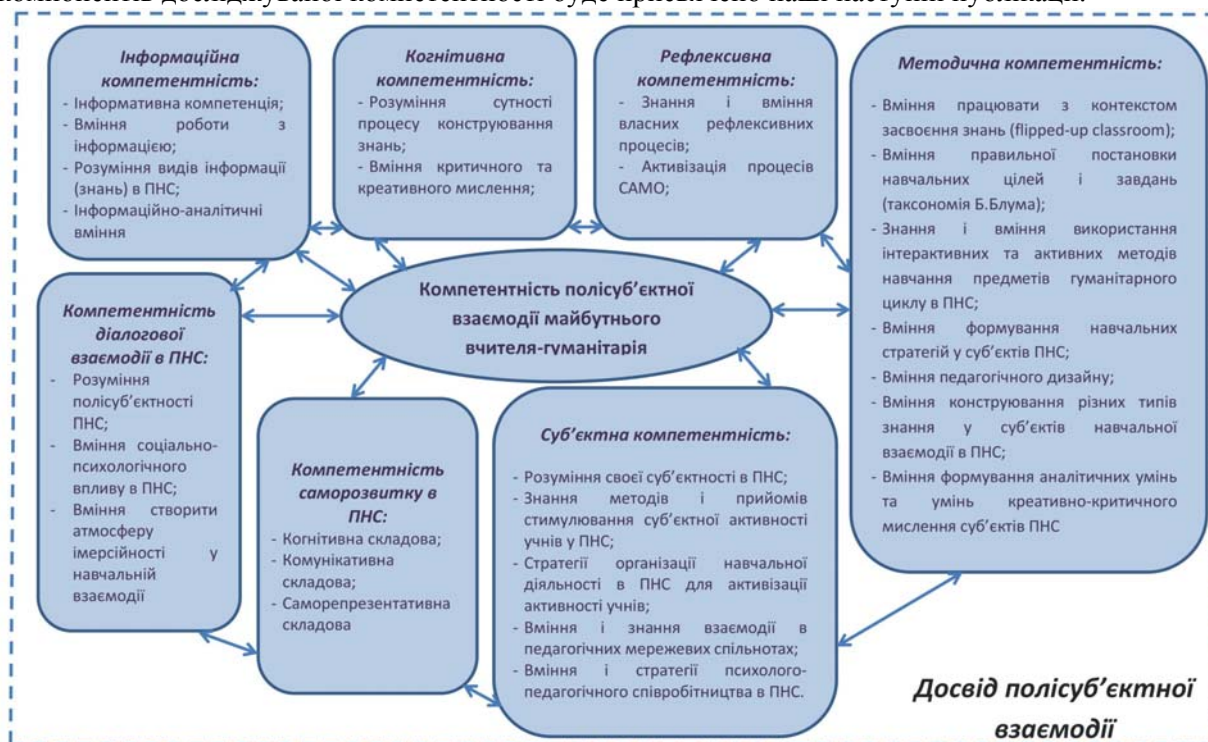 компонентів досліджуваної компетентності буде присвячено наші наступні публікації.
Інформаційна
компетентність:
- Інформативна компетенція;
- Вміння роботи з
інформацією;
- Розуміння видів інформації
(знань) в ПНС;
- Інформаційно-аналітичні
вміння
Когнітивна
компетентність:
- Розуміння сутності
процесу конструювання
знань;
- Вміння критичного та
креативного мислення;
Рефлексивна
компетентність:
- Знання і вміння
власних рефлексивних
процесів;
- Активізація процесів
САМО;
Методична компетентність:
- Вміння працювати з контекстом
засвоєння знань (flipped-up classroom);
- Вміння правильної постановки
навчальних цілей і завдань
(таксономія Б.Блума);
- Знання і вміння використання
інтерактивних та активних методів
навчання предметів гуманітарного
циклу в ПНС;
- Вміння формування навчальних
стратегій у суб’єктів ПНС;
- Вміння педагогічного дизайну;
- Вміння конструювання різних типів
знання у суб’єктів навчальної
взаємодії в ПНС;
- Вміння формування аналітичних умінь
та умінь креативно-критичного
мислення суб’єктів ПНС
Компетентність полісуб’єктної
взаємодії майбутнього
вчителя-гуманітарія
Компетентність
діалогової
взаємодії в ПНС:
- Розуміння
полісуб’єктності
ПНС;
- Вміння соціально-
психологічного
впливу в ПНС;
- Вміння створити
атмосферу
імерсійності у
навчальній
взаємодії
Компетентність
саморозвитку в
ПНС:
- Когнітивна складова;
- Комунікативна
складова;
- Саморепрезентативна
складова
Суб’єктна компетентність:
- Розуміння своєї суб’єктності в ПНС;
- Знання методів і прийомів
стимулювання суб’єктної активності
учнів у ПНС;
- Стратегії організації навчальної
діяльності в ПНС для активізації
активності учнів;
- Вміння і знання взаємодії в
педагогічних мережевих спільнотах;
- Вміння і стратегії психолого-
педагогічного співробітництва в ПНС.
Досвід полісуб’єктної
взаємодії